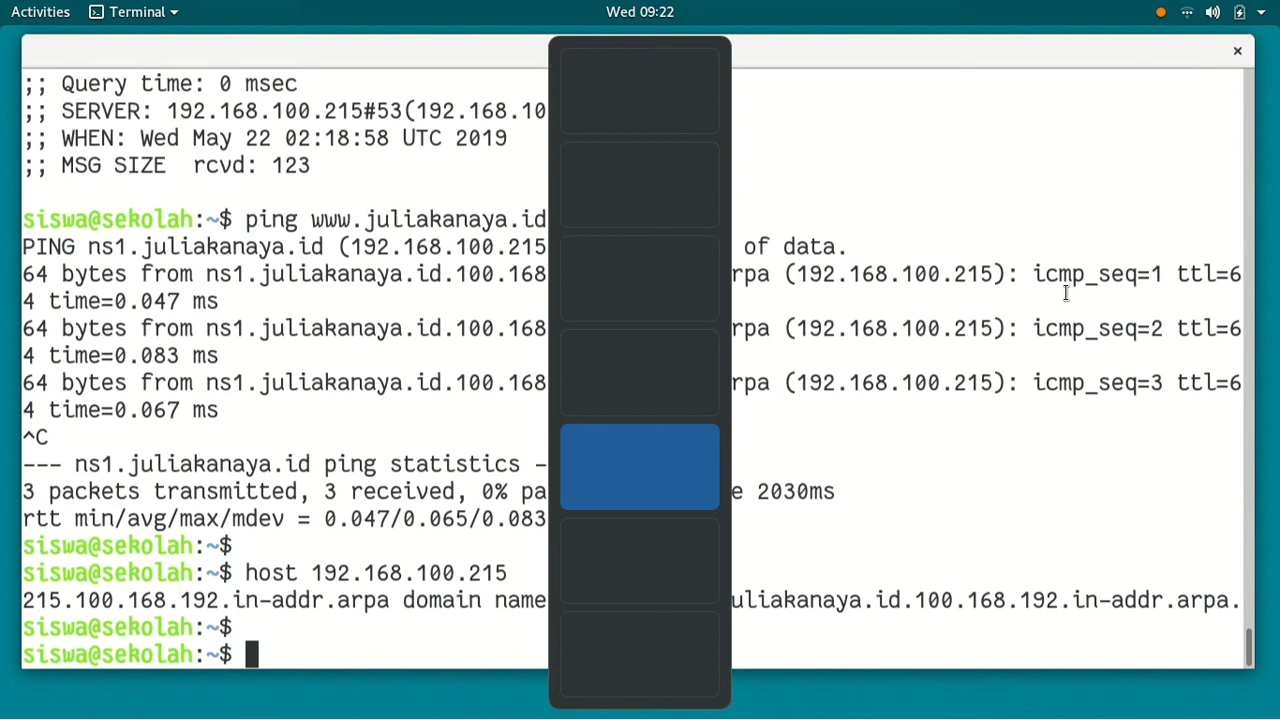 Activities Terminal Wed 09:22
;; Query time: 0 msec
;; SERVER: 192.168.100.215#53(192.168.10
;; WHEN: Wed May 22 02:18:58 UTC 2019
;; MSG SIZE  rcvd: 123
siswa@sekolah:~$ ping www.juliakanaya.id
PING ns1.juliakanaya.id (192.168.100.215 of data.
64 bytes from ns1.juliakanaya.id.100.168 rpa (192.168.100.215): icmp_seq=1 ttl=6
4 time=0.047 ms
64 bytes from ns1.juliakanaya.id.100.168 rpa (192.168.100.215): icmp_seq=2 ttl=6
4 time=0.083 ms
64 bytes from ns1.juliakanaya.id.100.168 rpa (192.168.100.215): icmp_seq=3 ttl=6
4 time=0.067 ms
^C
--- ns1.juliakanaya.id ping statistics -
3 packets transmitted, 3 received, 0% pa e 2030ms
rtt min/avg/max/mdev = 0.047/0.065/0.083
siswa@sekolah:~$
siswa@sekolah:~$ host 192.168.100.215
215.100.168.192.in-addr.arpa domain name uliakanaya.id.100.168.192.in-addr.arpa.
siswa@sekolah:~$
siswa@sekolah:~$